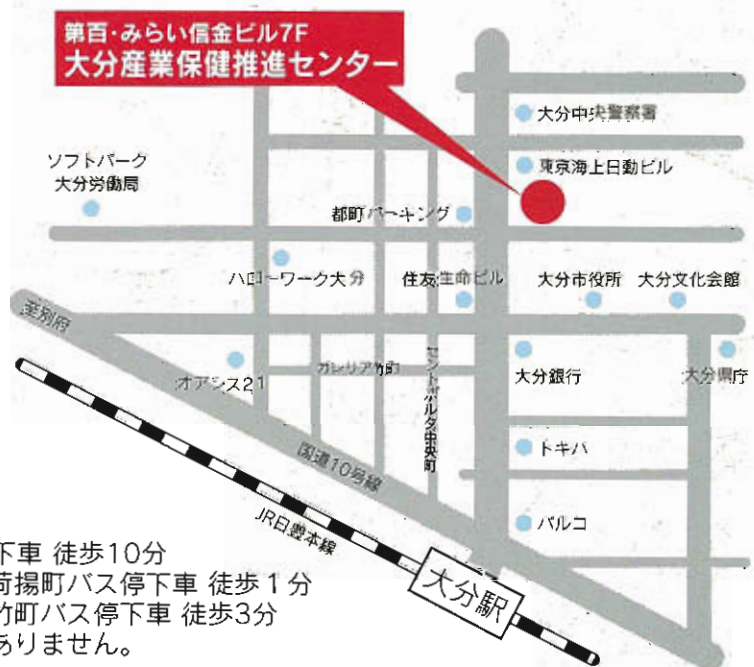 第百・みらい信金ビル7F
大分産業保健推進センター
大分中央警察署
ソフトパーク
大分労働局
東京海上日動ビル
都町パーキング
ハローワーク大分
住友生命ビル
大分市役所
大分文化会館
至別府
オアシス21
ガレリア竹町
セントポルタ中央町
大分銀行
大分県庁
国道10号線
トキハ
JR日豊本線
パルコ
大分駅
下車 徒歩10分
荷揚町バス停下車 徒歩1分
竹町バス停下車 徒歩3分
ありません。